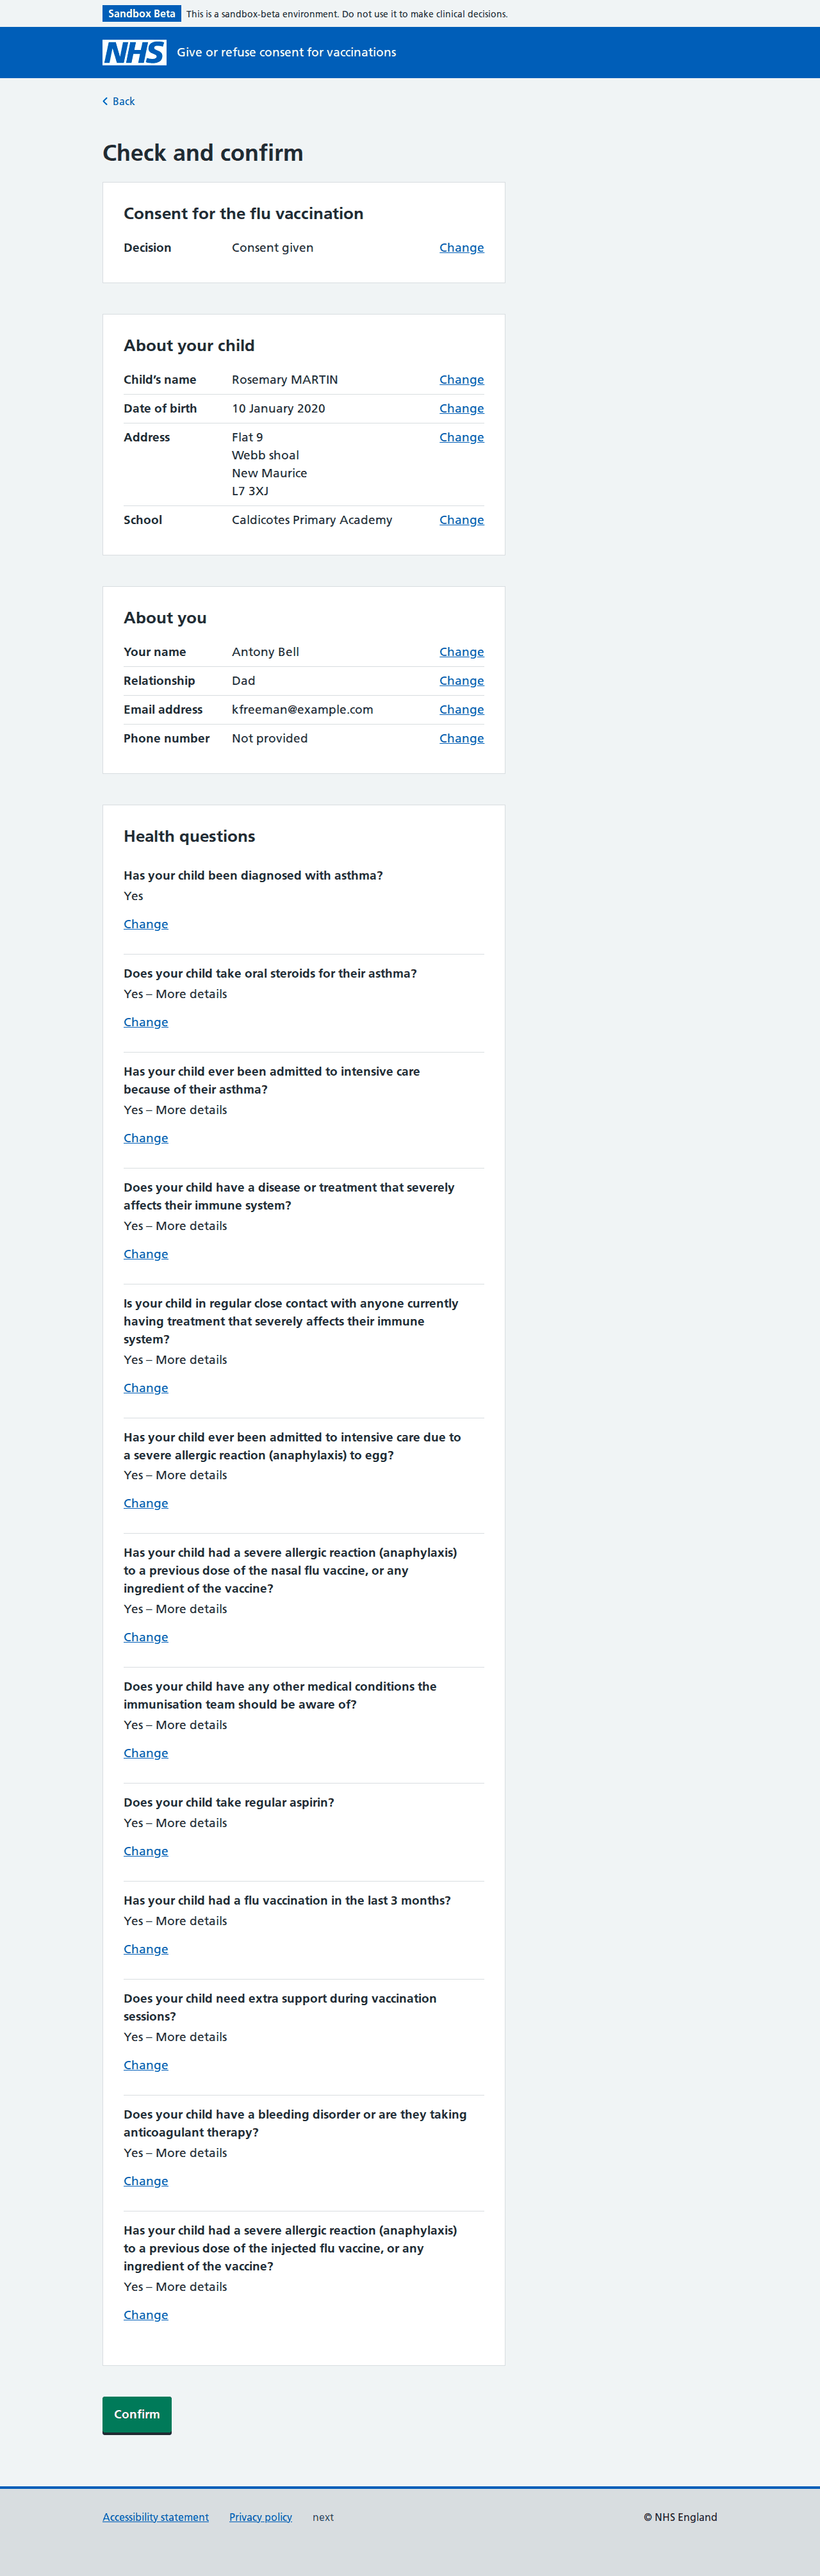 Sandbox Beta This is a sandbox-beta environment. Do not use it to make clinical decisions.
NHS Give or refuse consent for vaccinations
Back
Check and confirm
Consent for the flu vaccination
Decision Consent given Change
About your child
Child’s name Rosemary MARTIN Change
Date of birth 10 January 2020 Change
Address Flat 9 Change
Webb shoal
New Maurice
L7 3XJ
School Caldicotes Primary Academy Change
About you
Your name Antony Bell Change
Relationship Dad Change
Email address kfreeman@example.com Change
Phone number Not provided Change
Health questions
Has your child been diagnosed with asthma?
Yes
Change
Does your child take oral steroids for their asthma?
Yes – More details
Change
Has your child ever been admitted to intensive care
because of their asthma?
Yes – More details
Change
Does your child have a disease or treatment that severely
affects their immune system?
Yes – More details
Change
Is your child in regular close contact with anyone currently
having treatment that severely affects their immune
system?
Yes – More details
Change
Has your child ever been admitted to intensive care due to
a severe allergic reaction (anaphylaxis) to egg?
Yes – More details
Change
Has your child had a severe allergic reaction (anaphylaxis)
to a previous dose of the nasal flu vaccine, or any
ingredient of the vaccine?
Yes – More details
Change
Does your child have any other medical conditions the
immunisation team should be aware of?
Yes – More details
Change
Does your child take regular aspirin?
Yes – More details
Change
Has your child had a flu vaccination in the last 3 months?
Yes – More details
Change
Does your child need extra support during vaccination
sessions?
Yes – More details
Change
Does your child have a bleeding disorder or are they taking
anticoagulant therapy?
Yes – More details
Change
Has your child had a severe allergic reaction (anaphylaxis)
to a previous dose of the injected flu vaccine, or any
ingredient of the vaccine?
Yes – More details
Change
Confirm
Accessibility statement Privacy policy next © NHS England